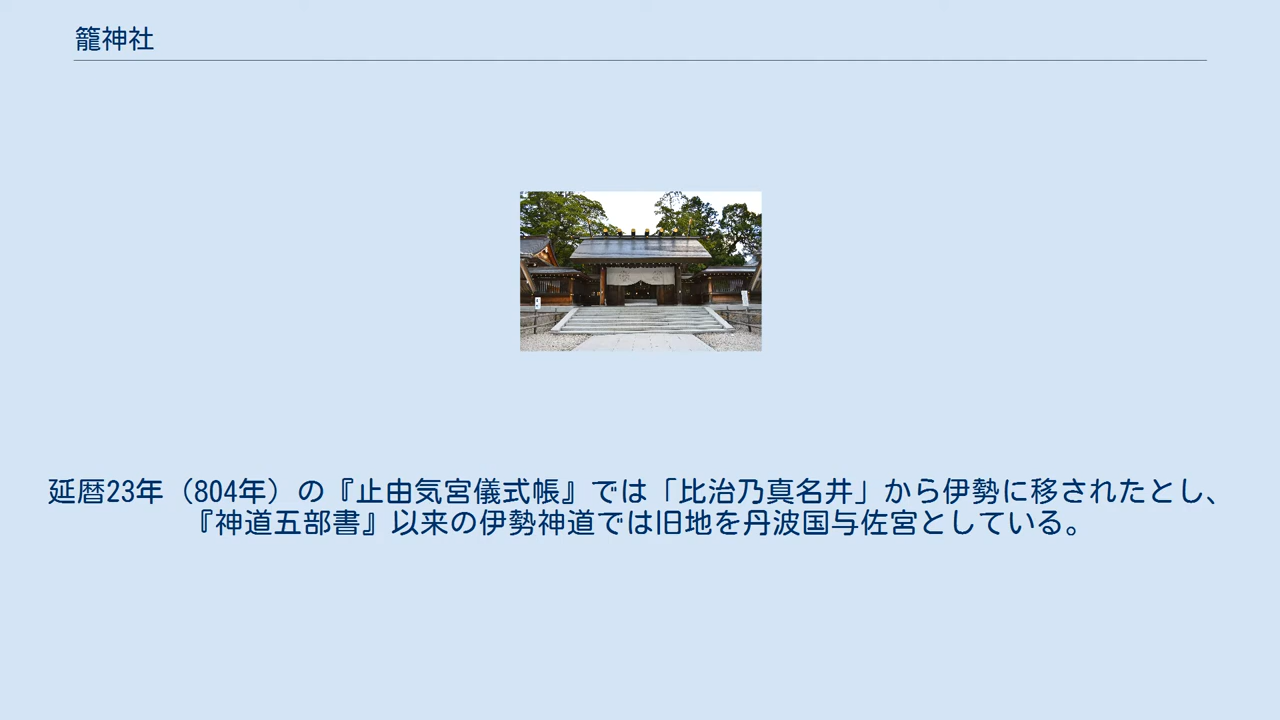 籠神社
延暦23年（804年）の『止由気宮儀式帳』では「比治乃真名井」から伊勢に移されたとし、
『神道五部書』以来の伊勢神道では旧地を丹波国与佐宮としている。